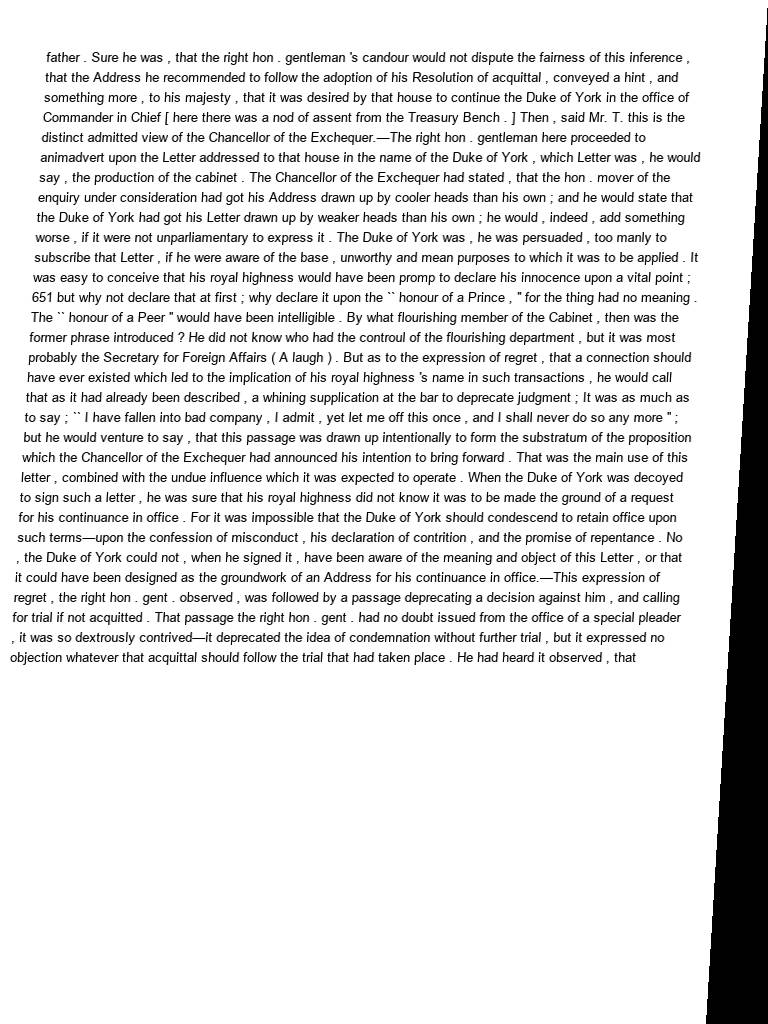 father . Sure he was , that the right hon . gentleman 's candour would not dispute the fairness of this inference ,
that the Address he recommended to follow the adoption of his Resolution of acquittal , conveyed a hint , and
something more , to his majesty , that it was desired by that house to continue the Duke of York in the office of
Commander in Chief [ here there was a nod of assent from the Treasury Bench . ] Then , said Mr. T. this is the
distinct admitted view of the Chancellor of the Exchequer.—The right hon . gentleman here proceeded to
animadvert upon the Letter addressed to that house in the name of the Duke of York , which Letter was , he would
say , the production of the cabinet . The Chancellor of the Exchequer had stated , that the hon . mover of the
enquiry under consideration had got his Address drawn up by cooler heads than his own ; and he would state that
the Duke of York had got his Letter drawn up by weaker heads than his own ; he would , indeed , add something
worse , if it were not unparliamentary to express it . The Duke of York was , he was persuaded , too manly to
subscribe that Letter , if he were aware of the base , unworthy and mean purposes to which it was to be applied . It
was easy to conceive that his royal highness would have been promp to declare his innocence upon a vital point ;
651 but why not declare that at first ; why declare it upon the `` honour of a Prince , '' for the thing had no meaning .
The `` honour of a Peer '' would have been intelligible . By what flourishing member of the Cabinet , then was the
former phrase introduced ? He did not know who had the controul of the flourishing department , but it was most
probably the Secretary for Foreign Affairs ( A laugh ) . But as to the expression of regret , that a connection should
have ever existed which led to the implication of his royal highness 's name in such transactions , he would call
that as it had already been described , a whining supplication at the bar to deprecate judgment ; It was as much as
to say ; `` I have fallen into bad company , I admit , yet let me off this once , and I shall never do so any more '' ;
but he would venture to say , that this passage was drawn up intentionally to form the substratum of the proposition
which the Chancellor of the Exchequer had announced his intention to bring forward . That was the main use of this
letter , combined with the undue influence which it was expected to operate . When the Duke of York was decoyed
to sign such a letter , he was sure that his royal highness did not know it was to be made the ground of a request
for his continuance in office . For it was impossible that the Duke of York should condescend to retain office upon
such terms—upon the confession of misconduct , his declaration of contrition , and the promise of repentance . No
, the Duke of York could not , when he signed it , have been aware of the meaning and object of this Letter , or that
it could have been designed as the groundwork of an Address for his continuance in office.—This expression of
regret , the right hon . gent . observed , was followed by a passage deprecating a decision against him , and calling
for trial if not acquitted . That passage the right hon . gent . had no doubt issued from the office of a special pleader
, it was so dextrously contrived—it deprecated the idea of condemnation without further trial , but it expressed no
objection whatever that acquittal should follow the trial that had taken place . He had heard it observed , that